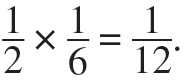 1/2 × 1/6 = 1/12.